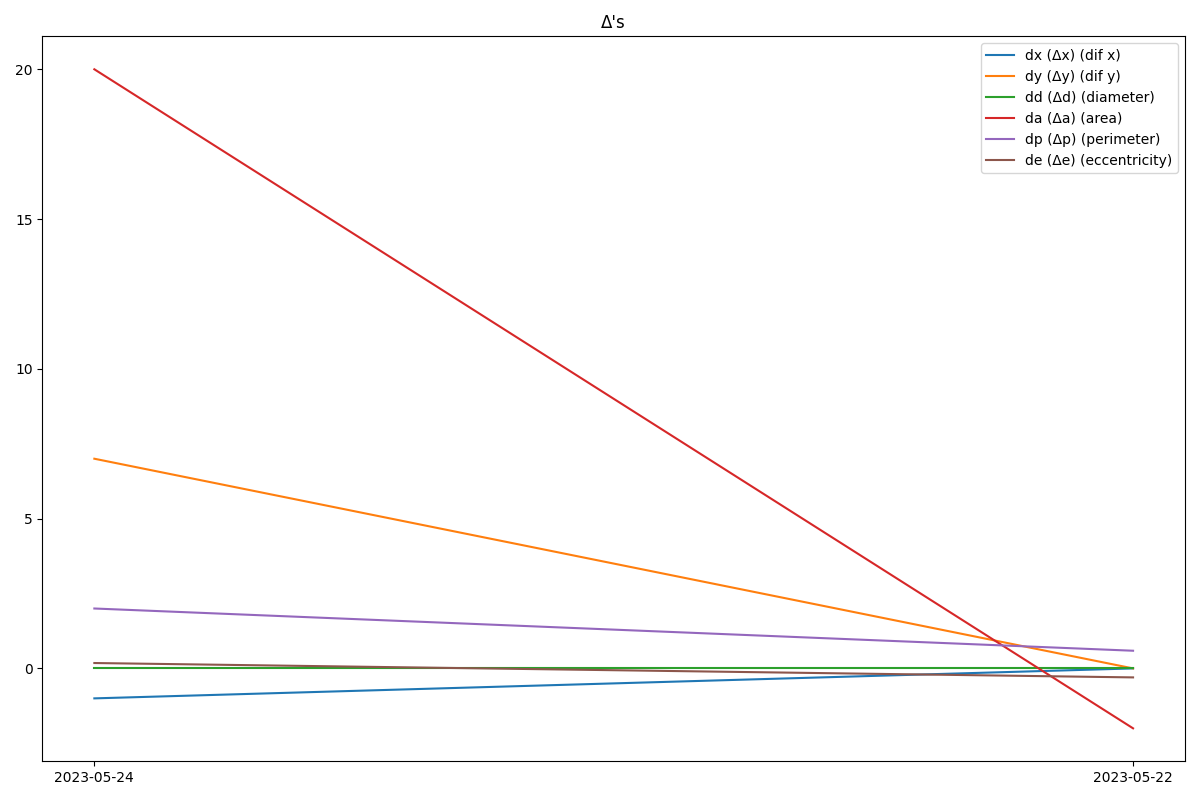 Δ's
dx (Δx) (dif x)
dy (Δy) (dif y)
dd (Δd) (diameter)
da (Δa) (area)
dp (Δp) (perimeter)
de (Δe) (eccentricity)
20
15
10
5
0
2023-05-24 2023-05-22